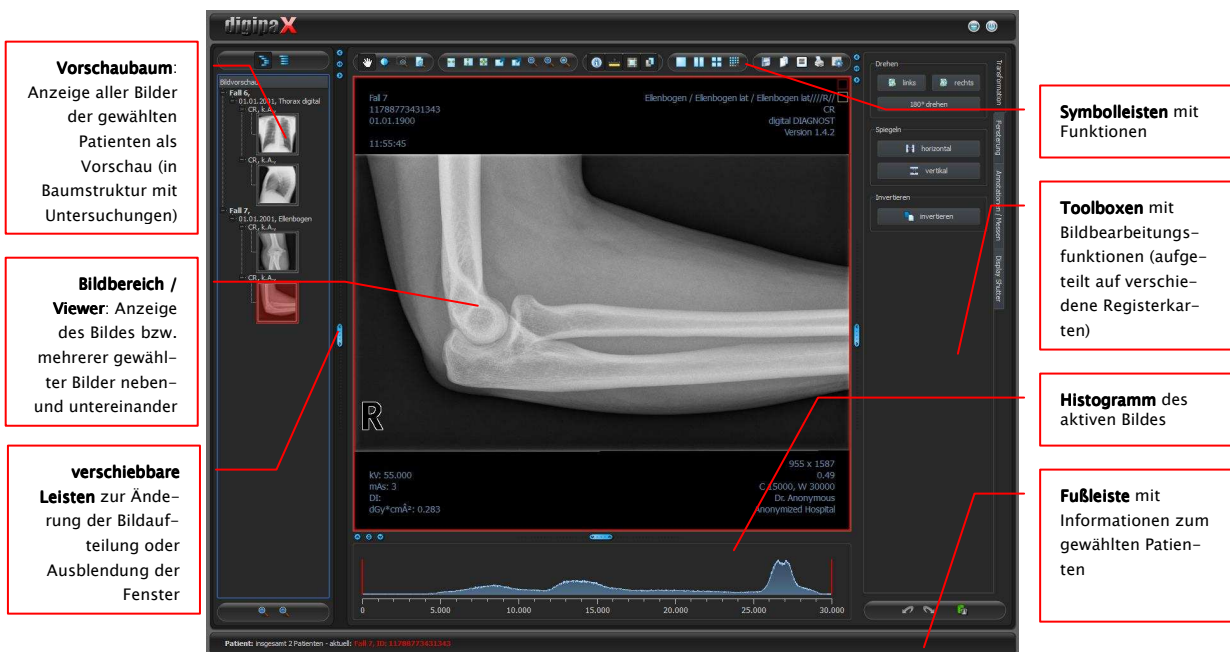 digipaX
Vorschaubaum:
Anzeige aller Bilder
der gewählten
Patienten als
Vorschau (in
Baumstruktur mit
Untersuchungen)
Bildbereich /
Viewer: Anzeige
des Bildes bzw.
mehrerer gewähl-
ter Bilder neben-
und untereinander
verschiebbare
Leisten zur Ände-
rung der Bildauf-
teilung oder
Ausblendung der
Fenster
Bildvorschau
Fall 6,
01.01.2001, Thorax digital
CR, k.A.,
CR, k.A.,
Fall 7,
01.01.2001, Ellenbogen
CR, k.A.,
CR, k.A.,
Fall 7
11788773431343
01.01.1900
11:55:45
Ellenbogen / Ellenbogen lat / Ellenbogen lat////R//
CR
digital DIAGNOST
Version 1.4.2
R
kV: 55.000
mAs: 3
DI:
dGy*cmÂ²: 0.283
955 x 1587
0.49
C 15000, W 30000
Dr. Anonymous
Anonymized Hospital
0 5.000 10.000 15.000 20.000 25.000 30.000
Drehen
links rechts
180° drehen
Spiegeln
horizontal
vertikal
Invertieren
invertieren
Transformation
Fensterung
Annotationen / Messen
Display Shutter
Patient: insgesamt 2 Patienten - aktuell: Fall 7, ID: 11788773431343
Symbolleisten mit
Funktionen
Toolboxen mit
Bildbearbeitungs-
funktionen (aufge-
teilt auf verschie-
dene Registerkar-
ten)
Histogramm des
aktiven Bildes
Fußleiste mit
Informationen zum
gewählten Patien-
ten